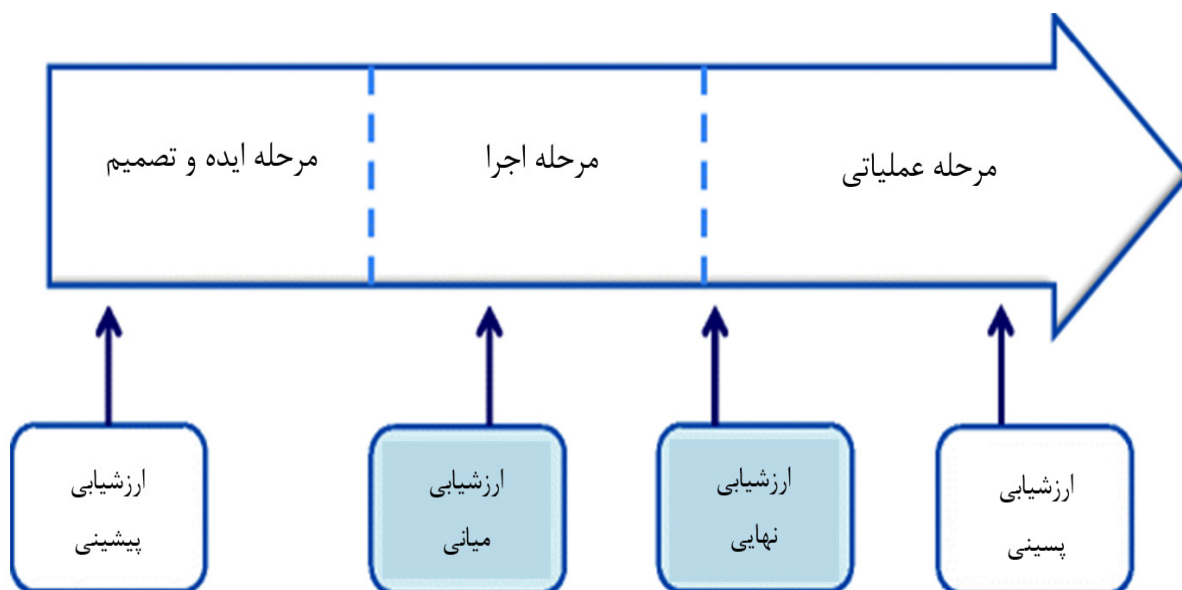 مرحله ایده و تصمیم
مرحله اجرا
مرحله عملیاتی
ارزشیابی
پیشینی
ارزشیابی
میانی
ارزشیابی
نهایی
ارزشیابی
پسینی